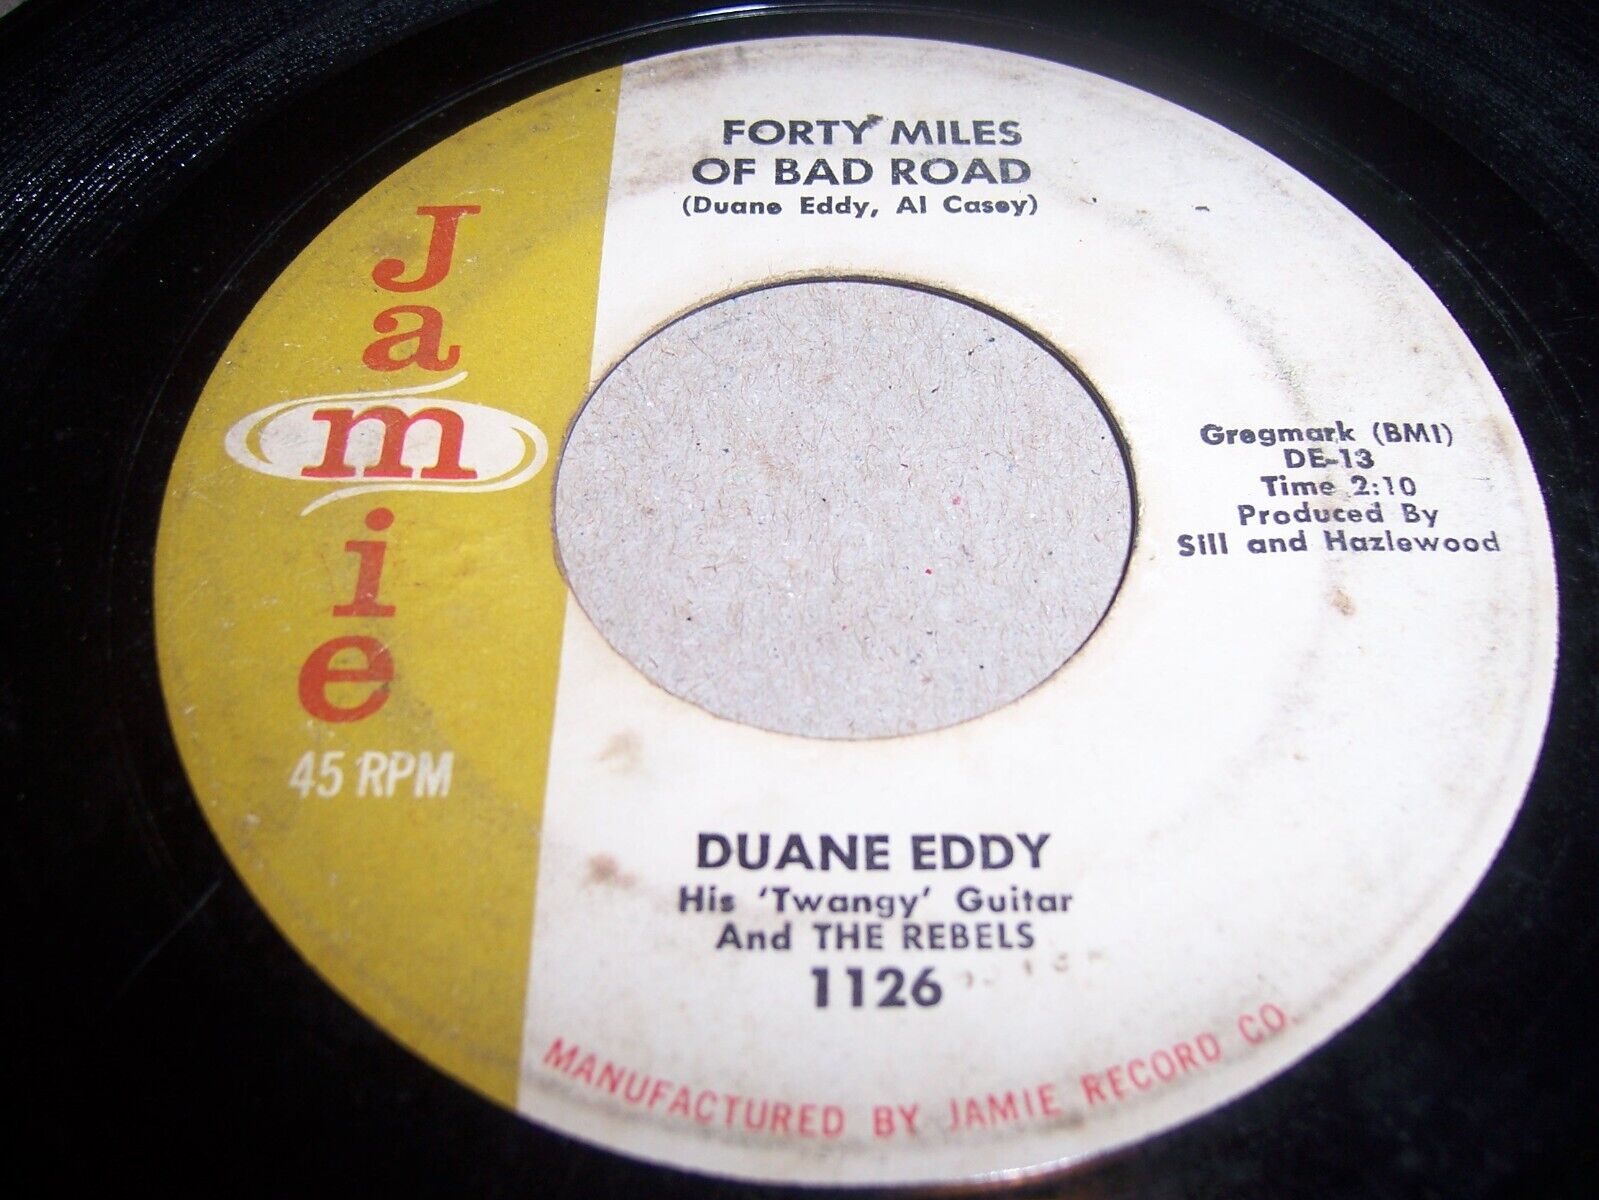 FORTY MILES
OF BAD ROAD
(Duane Eddy, Al Casey)
Jamie
45 RPM
Gregmark (BMI)
DE-13
Time 2:10
Produced By
Sill and Hazlewood
DUANE EDDY
His 'Twangy' Guitar
And THE REBELS
1126
MANUFACTURED BY JAMIE RECORD CO.